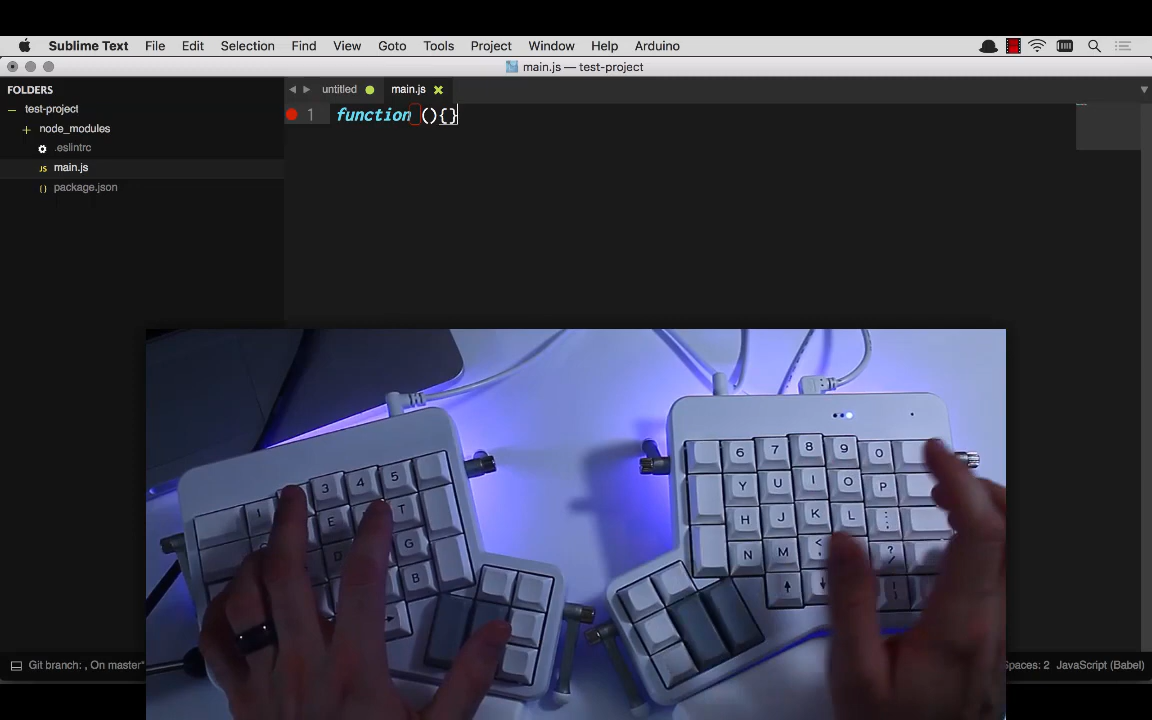 Sublime Text File Edit Selection Find View Goto Tools Project Window Help Arduino
main.js — test-project
FOLDERS
untitled main.js
test-project
1 function (){}
node_modules
.eslintrc
main.js
package.json
Git branch: , On master*
Spaces: 2 JavaScript (Babel)
1 3 4 5
E T
D G
B
6 7 8 9 0
Y U I O P
H J K L :
N M < ?